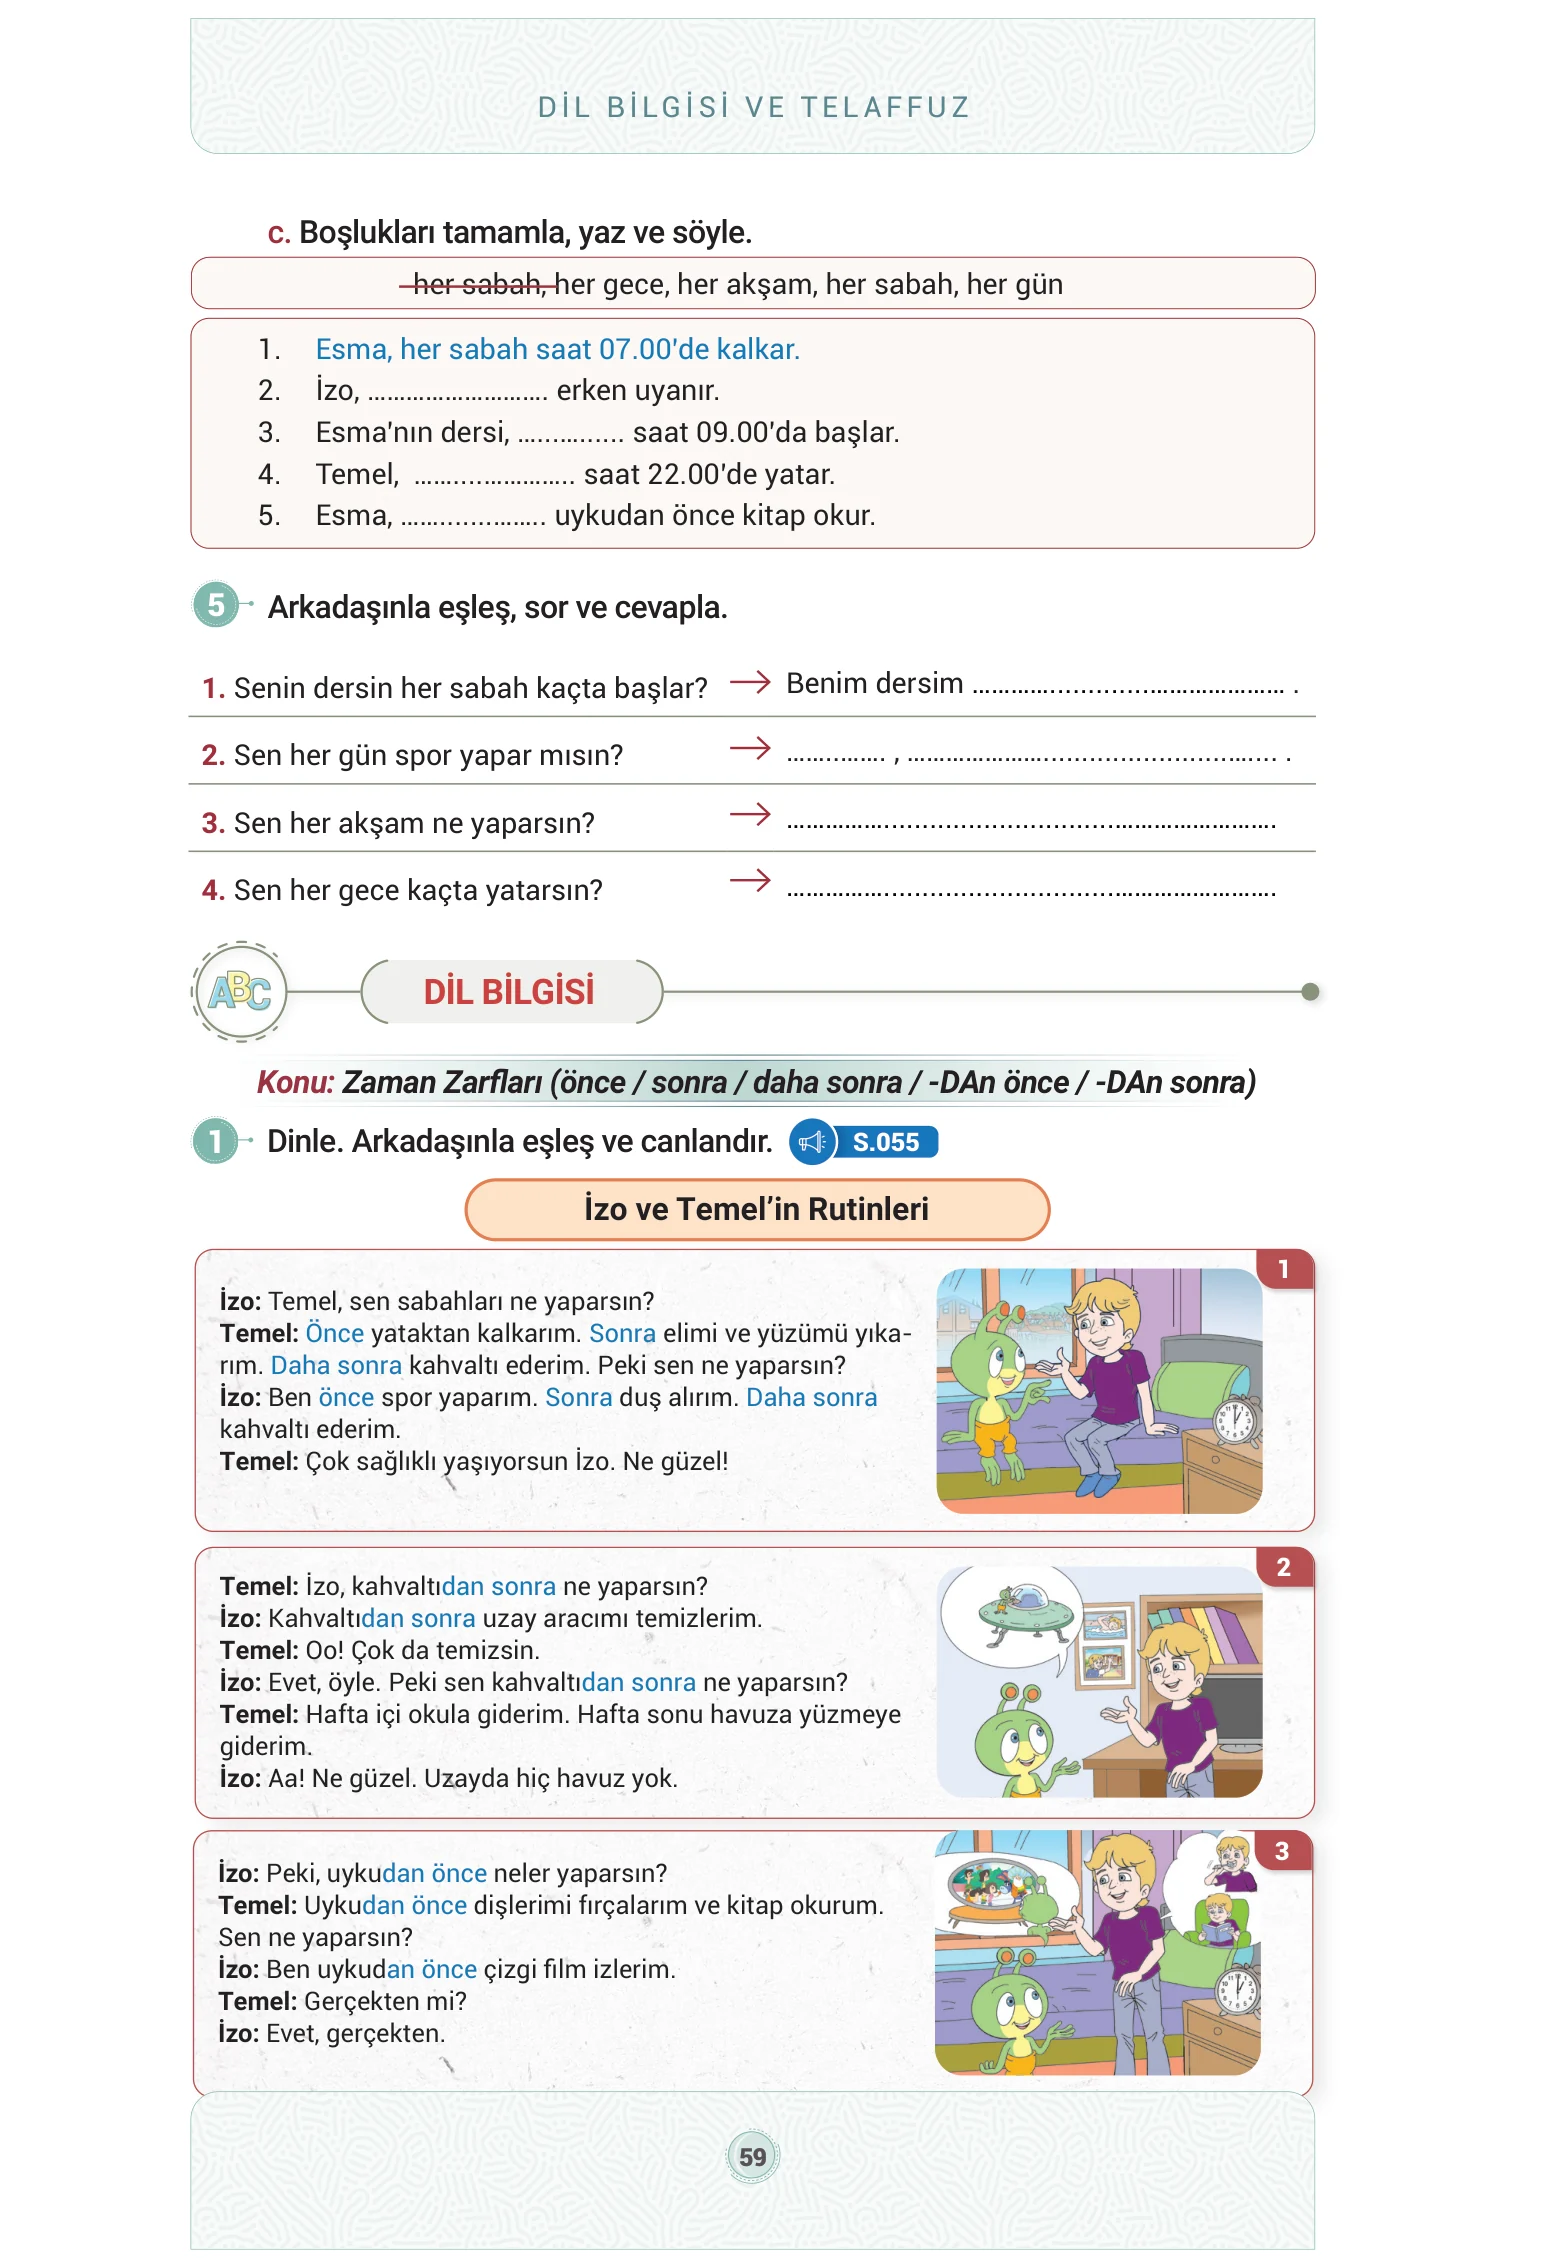 DİL BİLGİSİ VE TELAFFUZ
c. Boşlukları tamamla, yaz ve söyle.
her sabah, her gece, her akşam, her sabah, her gün
1. Esma, her sabah saat 07.00'de kalkar.
2. İzo, ............................ erken uyanır.
3. Esma'nın dersi, ................. saat 09.00'da başlar.
4. Temel, ......................... saat 22.00'de yatar.
5. Esma, ....................... uykudan önce kitap okur.
5 Arkadaşınla eşleş, sor ve cevapla.
1. Senin dersin her sabah kaçta başlar? → Benim dersim ................................................ .
2. Sen her gün spor yapar mısın? → ............... , ......................................................... .
3. Sen her akşam ne yaparsın? → ...........................................................................
4. Sen her gece kaçta yatarsın? → ...........................................................................
ABC DİL BİLGİSİ
Konu: Zaman Zarfları (önce / sonra / daha sonra / -DAn önce / -DAn sonra)
1 Dinle. Arkadaşınla eşleş ve canlandır. S.055
İzo ve Temel’in Rutinleri
1
İzo: Temel, sen sabahları ne yaparsın?
Temel: Önce yataktan kalkarım. Sonra elimi ve yüzümü yıka-
rım. Daha sonra kahvaltı ederim. Peki sen ne yaparsın?
İzo: Ben önce spor yaparım. Sonra duş alırım. Daha sonra
kahvaltı ederim.
Temel: Çok sağlıklı yaşıyorsun İzo. Ne güzel!
2
Temel: İzo, kahvaltıdan sonra ne yaparsın?
İzo: Kahvaltıdan sonra uzay aracımı temizlerim.
Temel: Oo! Çok da temizsin.
İzo: Evet, öyle. Peki sen kahvaltıdan sonra ne yaparsın?
Temel: Hafta içi okula giderim. Hafta sonu havuza yüzmeye
giderim.
İzo: Aa! Ne güzel. Uzayda hiç havuz yok.
3
İzo: Peki, uykudan önce neler yaparsın?
Temel: Uykudan önce dişlerimi fırçalarım ve kitap okurum.
Sen ne yaparsın?
İzo: Ben uykudan önce çizgi film izlerim.
Temel: Gerçekten mi?
İzo: Evet, gerçekten.
59